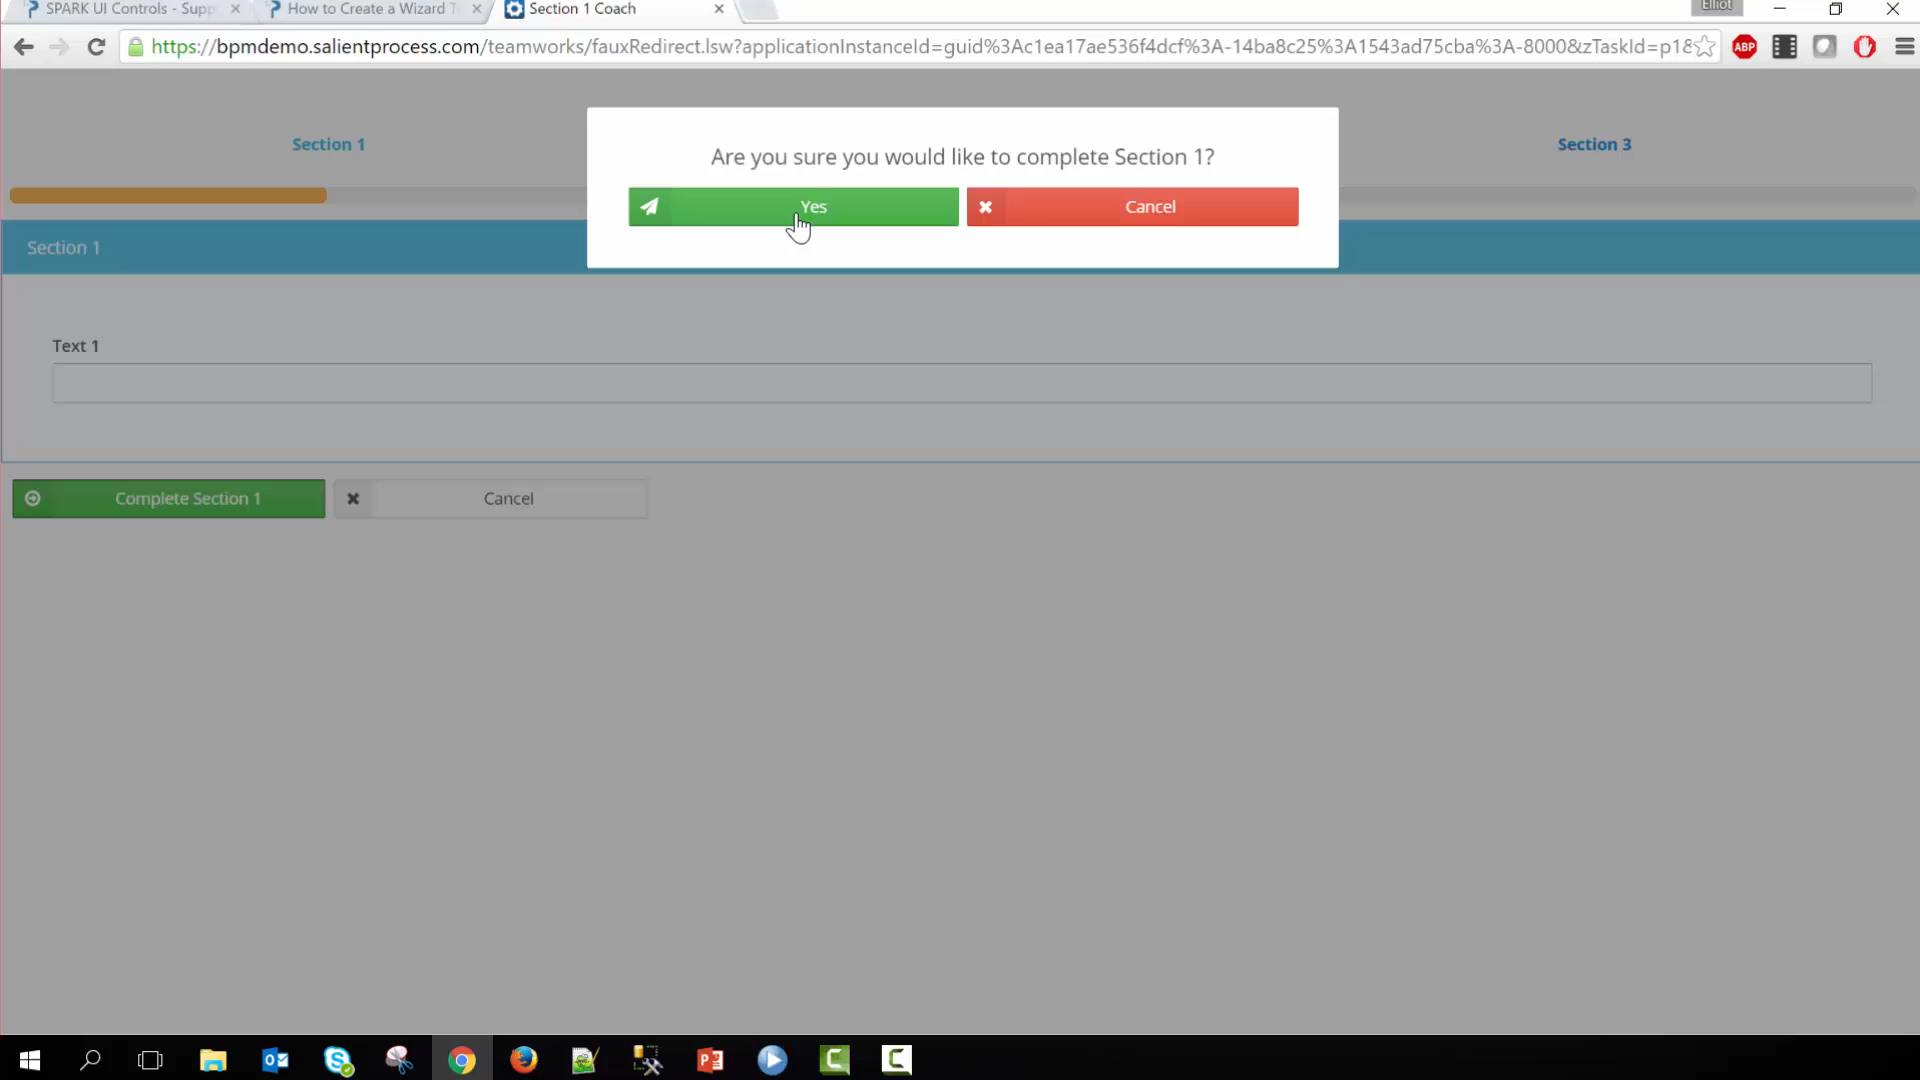 SPARK UI Controls - Supp
How to Create a Wizard T
Section 1 Coach
Elliot
https://bpmdemo.salientprocess.com/teamworks/fauxRedirect.lsw?applicationInstanceId=guid%3Ac1ea17ae536f4dcf%3A-14ba8c25%3A1543ad75cba%3A-8000&zTaskId=p18
ABP
Section 1
Section 3
Are you sure you would like to complete Section 1?
Yes
Cancel
Section 1
Text 1
Complete Section 1
Cancel